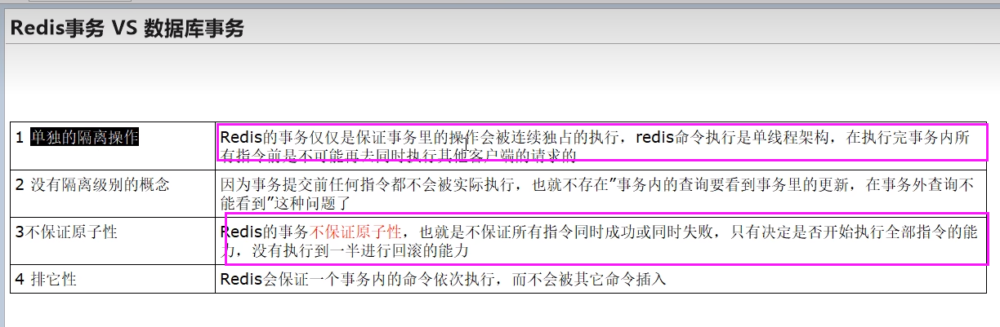 Redis事务 VS 数据库事务
1 单独的隔离操作
Redis的事务仅仅是保证事务里的操作会被连续独占的执行，redis命令执行是单线程架构，在执行完事务内所
有指令前是不可能再去同时执行其他客户端的请求的
2 没有隔离级别的概念
因为事务提交前任何指令都不会被实际执行，也就不存在”事务内的查询要看到事务里的更新，在事务外查询不
能看到”这种问题了
3不保证原子性
Redis的事务不保证原子性，也就是不保证所有指令同时成功或同时失败，只有决定是否开始执行全部指令的能
力，没有执行到一半进行回滚的能力
4 排它性
Redis会保证一个事务内的命令依次执行，而不会被其它命令插入